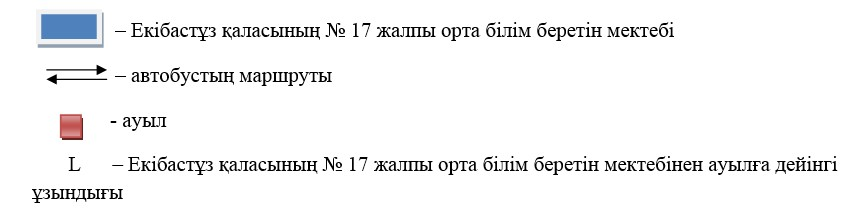 – Екібастұз қаласының № 17 жалпы орта білім беретін мектебі
– автобустың маршруты
- ауыл
L – Екібастұз қаласының № 17 жалпы орта білім беретін мектебінен ауылға дейінгі
ұзындығы